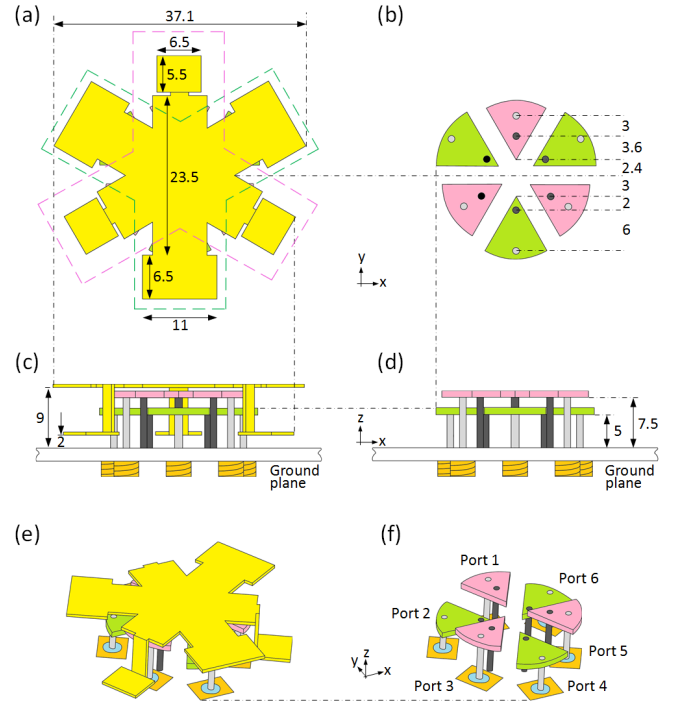 (a)
37.1
6.5
5.5
23.5
6.5
11
(b)
3
3.6
2.4
3
2
6
y
x
(c)
9
2
Ground
plane
z
x
(d)
5
7.5
Ground
plane
(e)
y
z
x
(f)
Port 1
Port 6
Port 2
Port 5
Port 3
Port 4